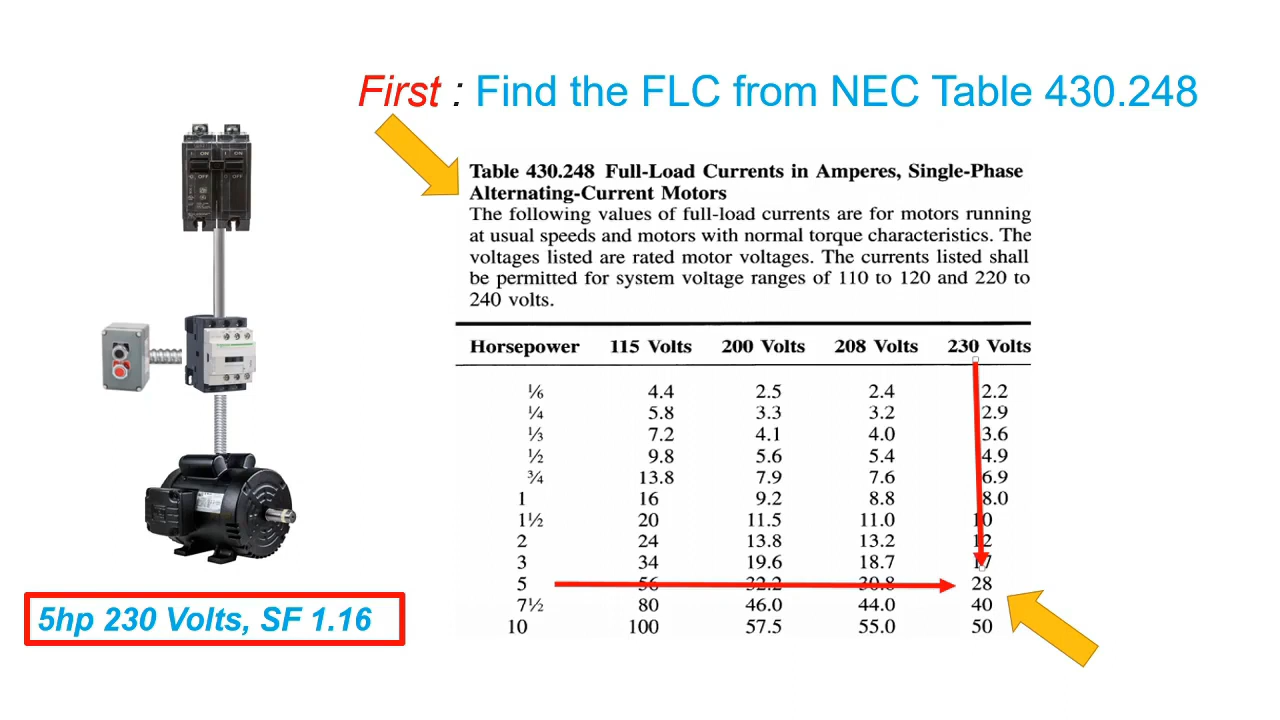 First : Find the FLC from NEC Table 430.248
Table 430.248 Full-Load Currents in Amperes, Single-Phase
Alternating-Current Motors
The following values of full-load currents are for motors running
at usual speeds and motors with normal torque characteristics. The
voltages listed are rated motor voltages. The currents listed shall
be permitted for system voltage ranges of 110 to 120 and 220 to
240 volts.
Horsepower 115 Volts 200 Volts 208 Volts 230 Volts
⅙ 4.4 2.5 2.4 2.2
¼ 5.8 3.3 3.2 2.9
⅓ 7.2 4.1 4.0 3.6
½ 9.8 5.6 5.4 4.9
¾ 13.8 7.9 7.6 6.9
1 16 9.2 8.8 8.0
1½ 20 11.5 11.0 10
2 24 13.8 13.2 12
3 34 19.6 18.7 17
5 56 32.2 30.8 28
7½ 80 46.0 44.0 40
10 100 57.5 55.0 50
I ON I ON
OFF OFF
5hp 230 Volts, SF 1.16